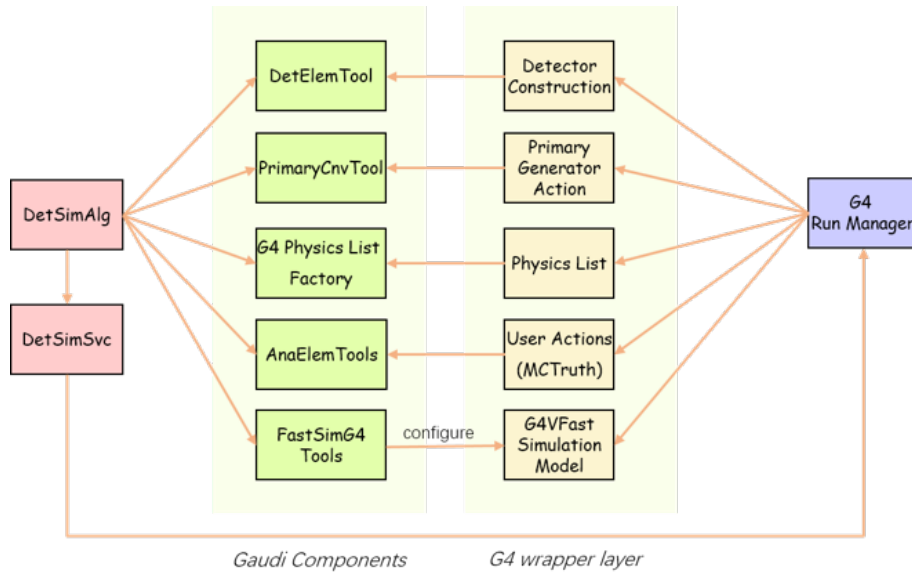 DetElemTool
Detector
Construction
PrimaryCnvTool
Primary
Generator
Action
DetSimAlg
G4
Run Manager
G4 Physics List
Factory
Physics List
DetSimSvc
AnaElemTools
User Actions
(MCTruth)
FastSimG4
Tools
configure
G4VFast
Simulation
Model
Gaudi Components
G4 wrapper layer